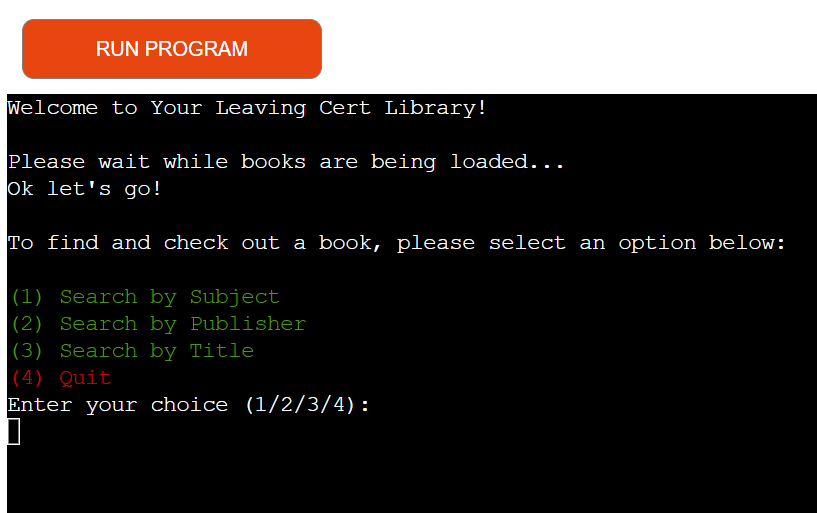 RUN PROGRAM
Welcome to Your Leaving Cert Library!
Please wait while books are being loaded...
Ok let's go!
To find and check out a book, please select an option below:
(1) Search by Subject
(2) Search by Publisher
(3) Search by Title
(4) Quit
Enter your choice (1/2/3/4):